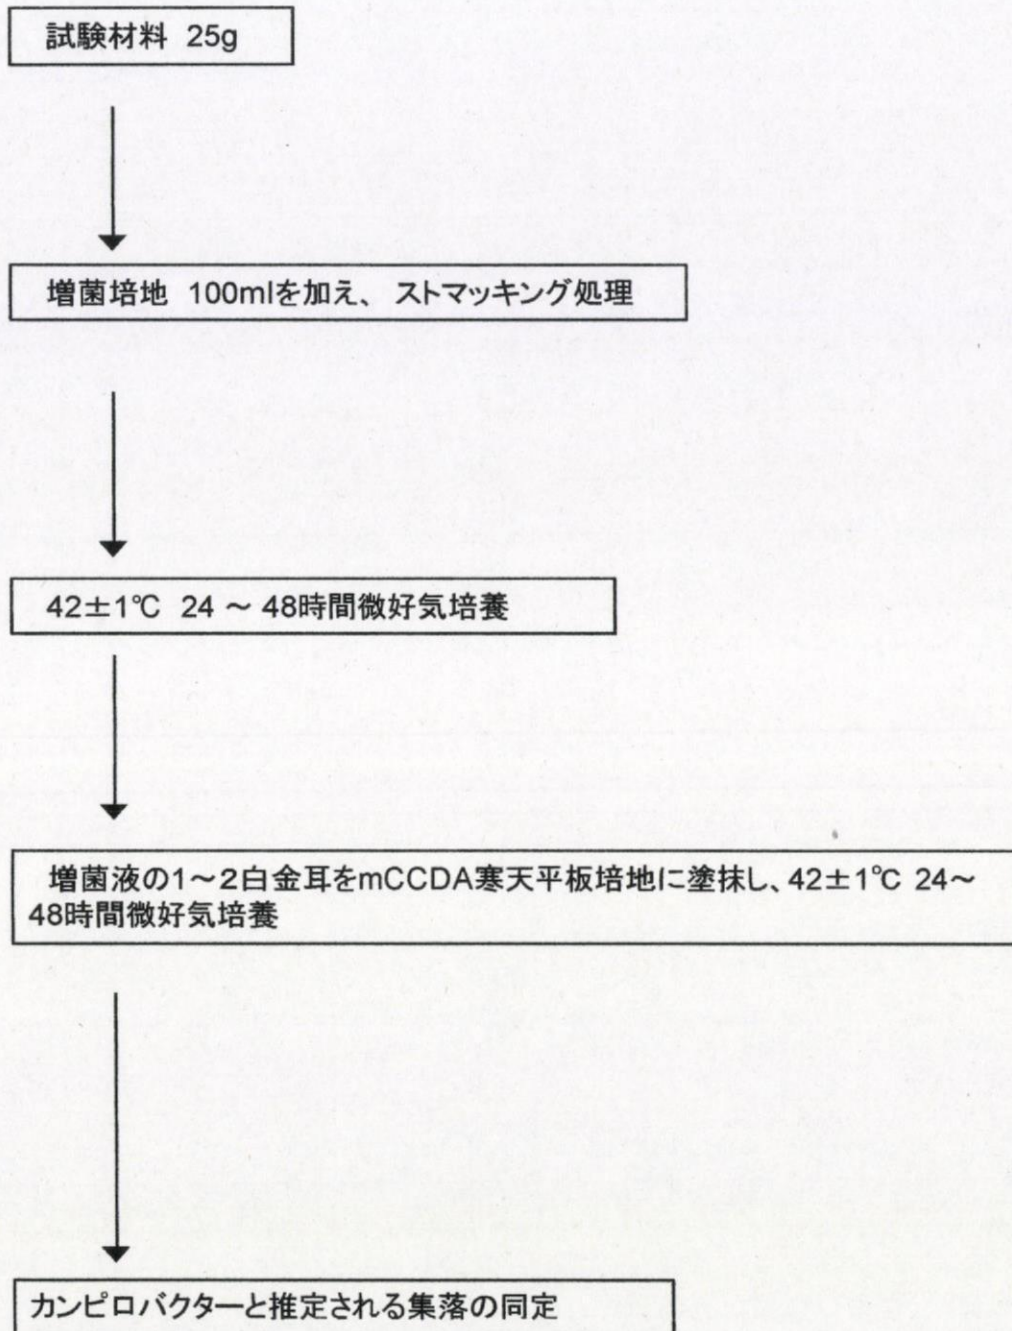 試験材料 25g
増菌培地 100mlを加え、 ストマッキング処理
42±1℃ 24 ～ 48時間微好気培養
増菌液の1～2白金耳をmCCDA寒天平板培地に塗抹し、42±1℃ 24～
48時間微好気培養
カンピロバクターと推定される集落の同定